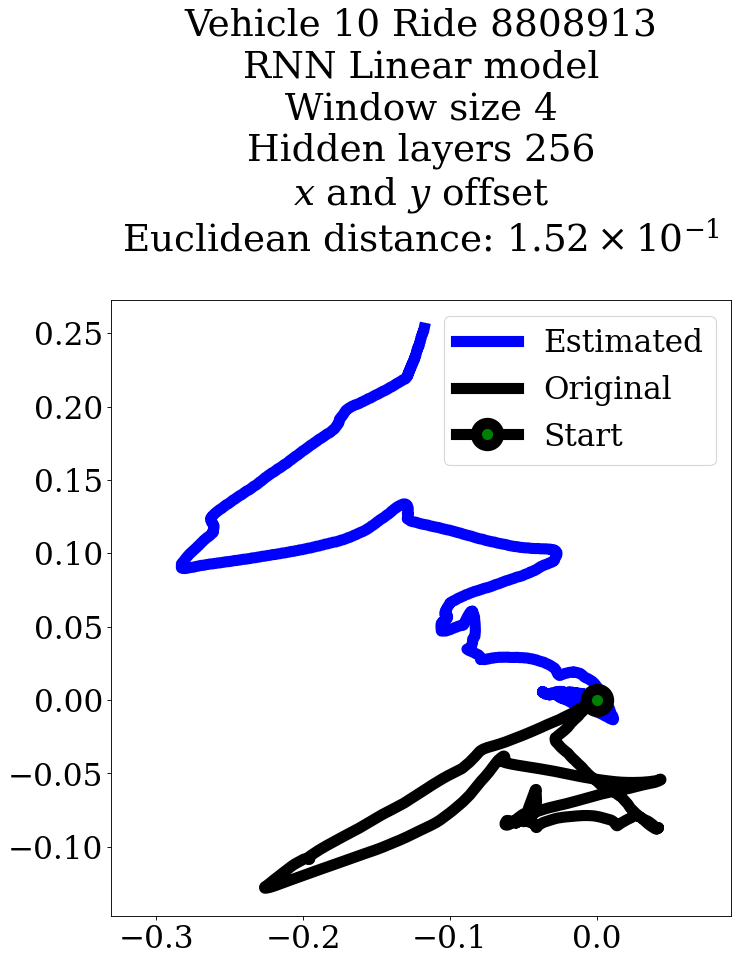 Vehicle 10 Ride 8808913
RNN Linear model
Window size 4
Hidden layers 256
x and y offset
Euclidean distance: 1.52 × 10⁻¹
Estimated
Original
Start
0.25
0.20
0.15
0.10
0.05
0.00
−0.05
−0.10
−0.3
−0.2
−0.1
0.0